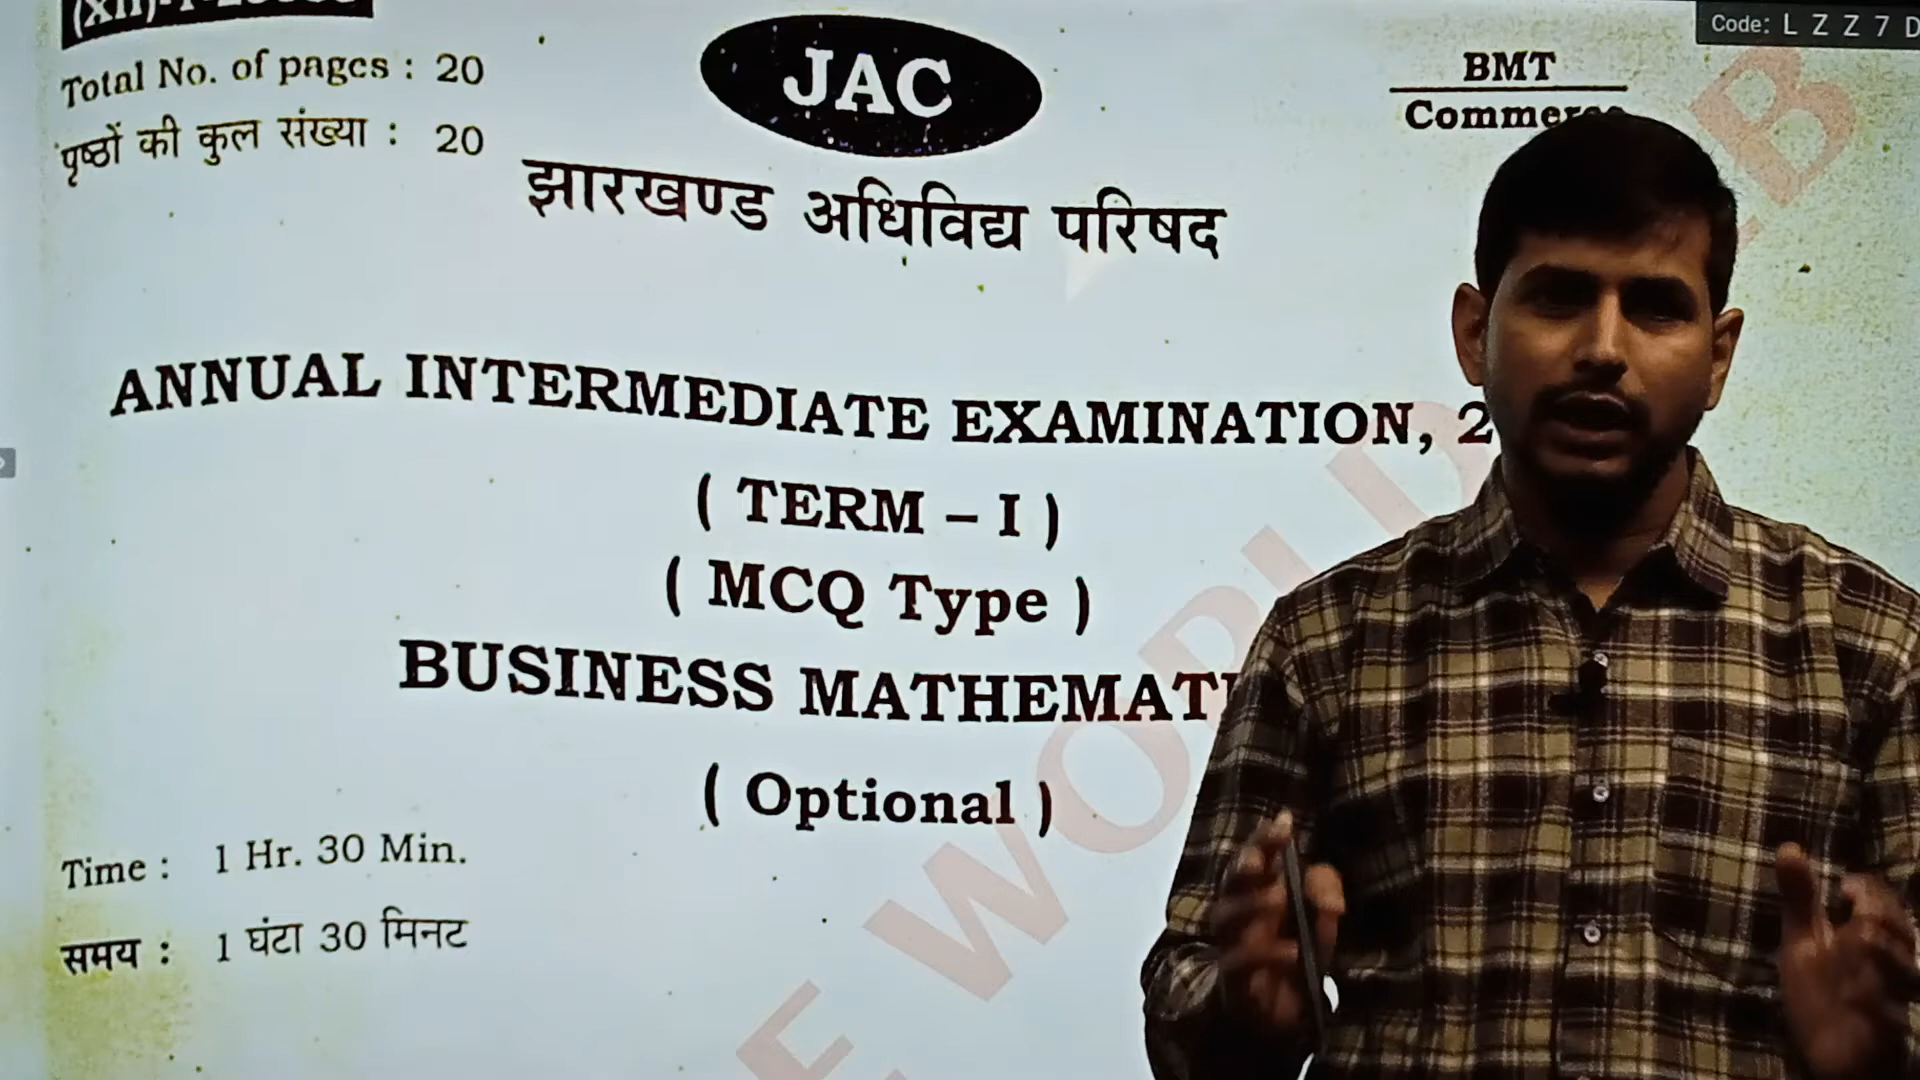 Total No. of pages : 20
पृष्ठों की कुल संख्या : 20
JAC
BMT
Code: L Z Z 7 D
झारखण्ड अधिविद्य परिषद
ANNUAL INTERMEDIATE EXAMINATION, 2
( TERM – I )
( MCQ Type )
BUSINESS
( Optional )
Time : 1 Hr. 30 Min.
समय : 1 घंटा 30 मिनट